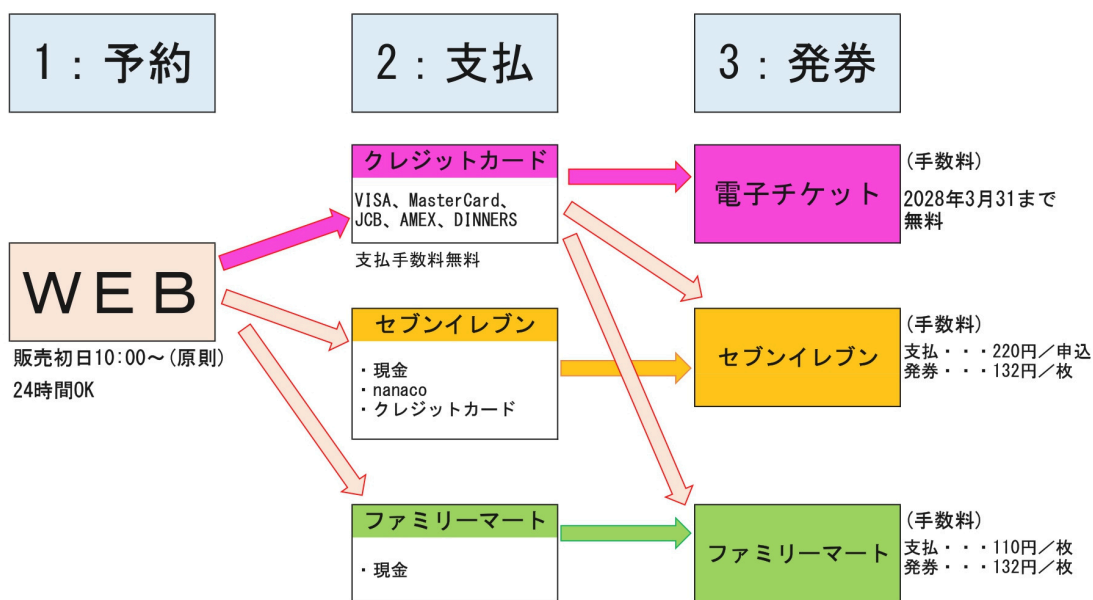 1：予約
2：支払
3：発券
WEB
販売初日10:00～(原則)
24時間OK
クレジットカード
VISA、MasterCard、
JCB、AMEX、DINNERS
支払手数料無料
セブンイレブン
・現金
・nanaco
・クレジットカード
ファミリーマート
・現金
電子チケット
(手数料)
2028年3月31まで
無料
セブンイレブン
(手数料)
支払・・・220円／申込
発券・・・132円／枚
ファミリーマート
(手数料)
支払・・・110円／枚
発券・・・132円／枚